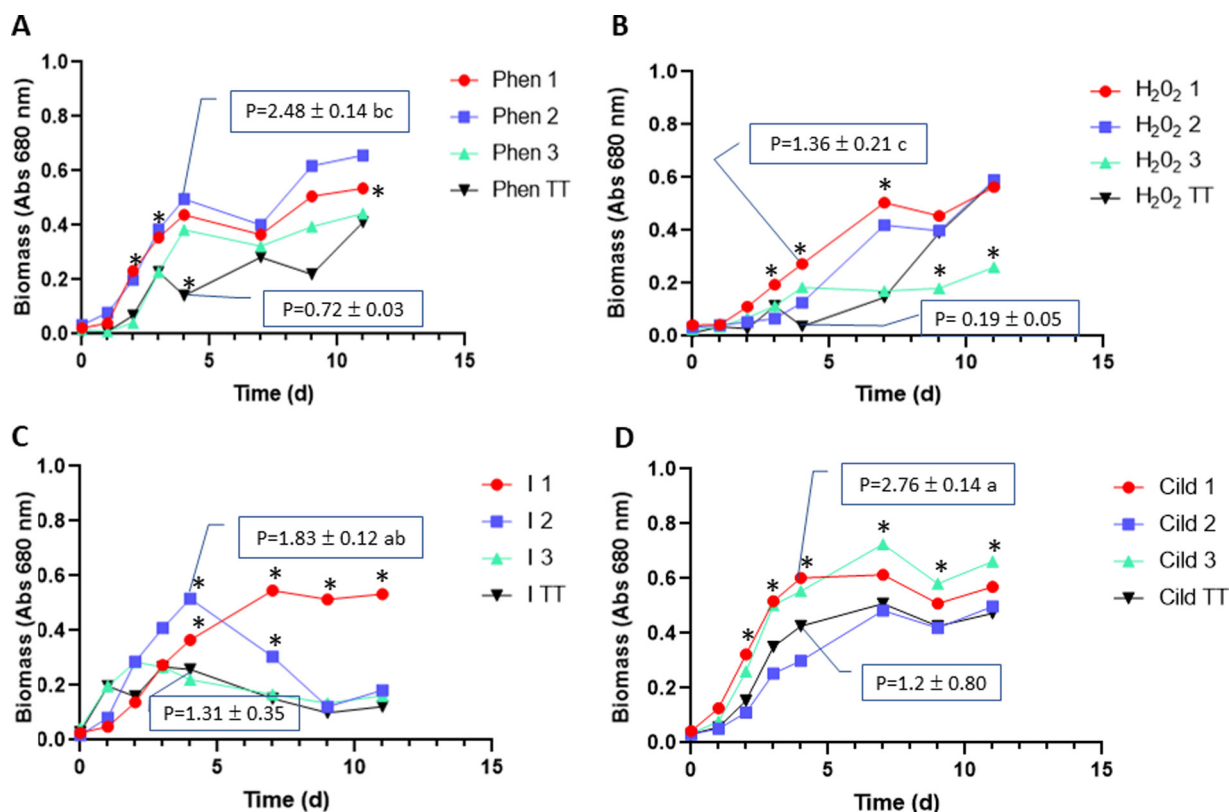 A
Biomass (Abs 680 nm)
1.0
0.8
0.6
0.4
0.2
0.0
0
5
10
15
Time (d)
P=2.48 ± 0.14 bc
P=0.72 ± 0.03
*
*
*
*
Phen 1
Phen 2
Phen 3
Phen TT
B
Biomass (Abs 680 nm)
1.0
0.8
0.6
0.4
0.2
0.0
0
5
10
15
Time (d)
P=1.36 ± 0.21 c
P= 0.19 ± 0.05
*
*
*
*
*
H₂0₂ 1
H₂0₂ 2
H₂0₂ 3
H₂0₂ TT
C
Biomass (Abs 680 nm)
1.0
0.8
0.6
0.4
0.2
0.0
0
5
10
15
Time (d)
P=1.83 ± 0.12 ab
P=1.31 ± 0.35
*
*
*
*
*
*
I 1
I 2
I 3
I TT
D
Biomass (Abs 680 nm)
1.0
0.8
0.6
0.4
0.2
0.0
0
5
10
15
Time (d)
P=2.76 ± 0.14 a
P=1.2 ± 0.80
*
*
*
*
*
*
Cild 1
Cild 2
Cild 3
Cild TT